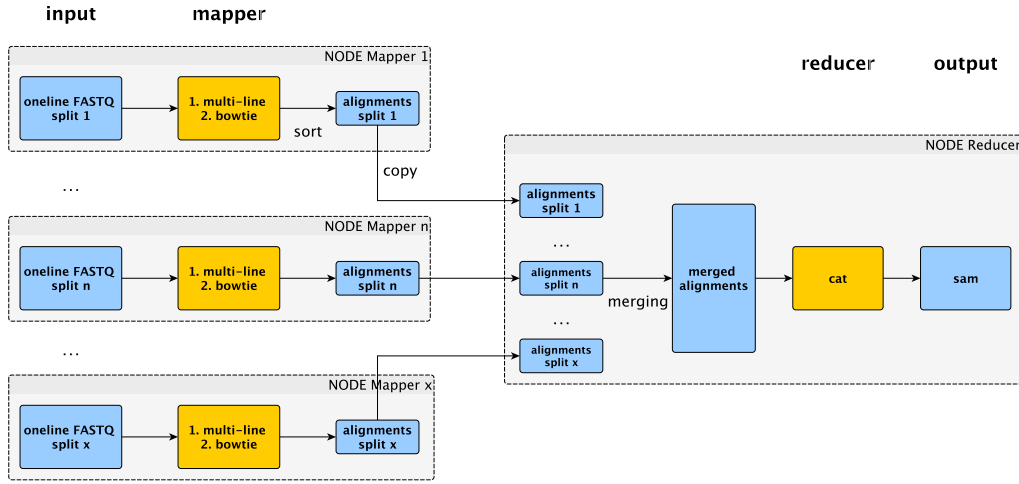 input
mapper
NODE Mapper 1
oneline FASTQ
split 1
1. multi-line
2. bowtie
sort
alignments
split 1
copy
...
NODE Mapper n
oneline FASTQ
split n
1. multi-line
2. bowtie
alignments
split n
...
NODE Mapper x
oneline FASTQ
split x
1. multi-line
2. bowtie
alignments
split x
reducer
output
NODE Reducer
alignments
split 1
...
alignments
split n
...
alignments
split x
merging
merged
alignments
cat
sam